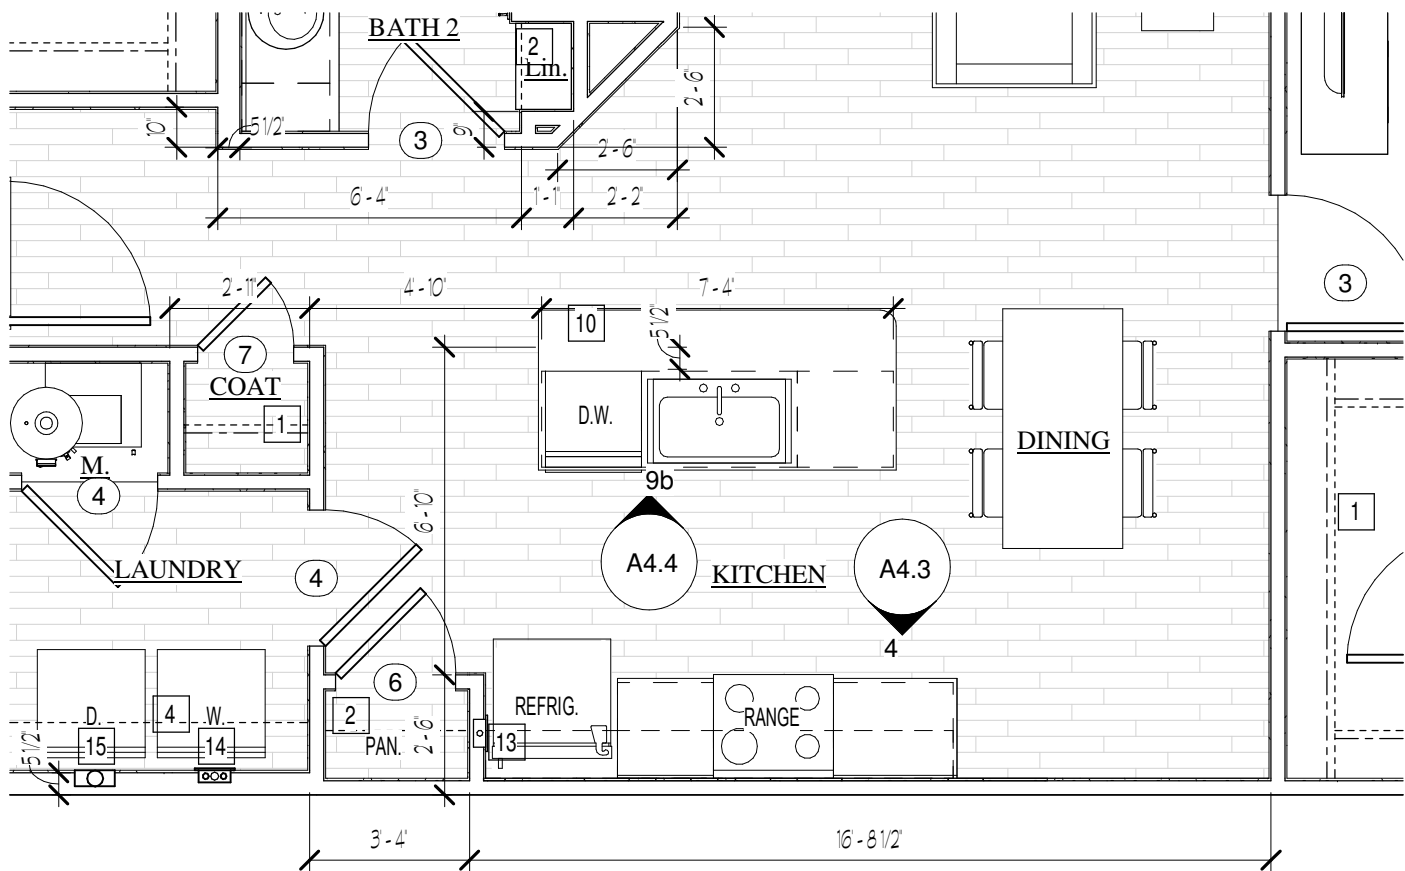 BATH 2
2
Lin.
2'-6"
10"
5 1/2"
3
9"
2'-6"
6'-4"
1'-1"
2'-2"
2'-11"
4'-10"
7'-4"
3
10
5 1/2"
7
COAT
1
D.W.
DINING
M.
4
9b
6'-10"
1
A4.4
KITCHEN
A4.3
LAUNDRY
4
4
6
2
REFRIG.
RANGE
D.
4
W.
15
14
PAN.
2'-6"
13
5 1/2"
3'-4"
16'-8 1/2"